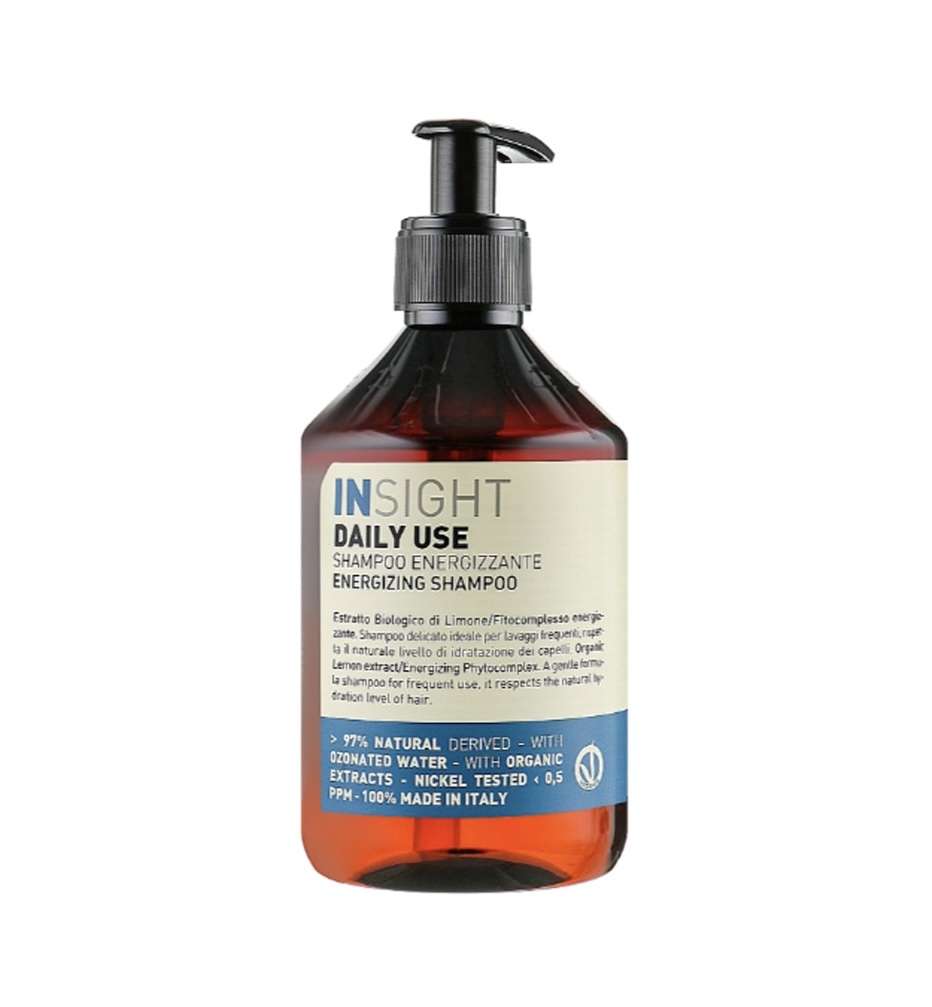 INSIGHT
DAILY USE
SHAMPOO ENERGIZZANTE
ENERGIZING SHAMPOO
Estratto Biologico di Limone/Fitocomplesso energiz-
zante. Shampoo delicato ideale per lavaggi frequenti, rispet-
ta il naturale livello di idratazione dei capelli. Organic
Lemon extract/Energizing Phytocomplex. A gentle formu-
la shampoo for frequent use, it respects the natural hy-
dration level of hair.
> 97% NATURAL DERIVED - WITH
OZONATED WATER - WITH ORGANIC
EXTRACTS - NICKEL TESTED < 0,5
PPM - 100% MADE IN ITALY